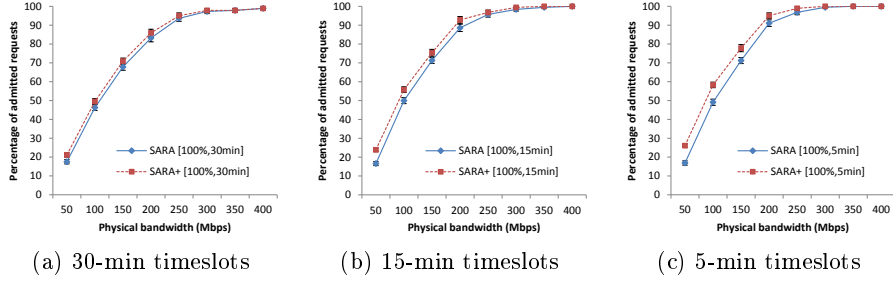 Percentage of admitted requests
100
90
80
70
60
50
40
30
20
10
0
SARA [100%,30min]
SARA+ [100%,30min]
50 100 150 200 250 300 350 400
Physical bandwidth (Mbps)
(a) 30-min timeslots
Percentage of admitted requests
100
90
80
70
60
50
40
30
20
10
0
SARA [100%,15min]
SARA+ [100%,15min]
50 100 150 200 250 300 350 400
Physical bandwidth (Mbps)
(b) 15-min timeslots
Percentage of admitted requests
100
90
80
70
60
50
40
30
20
10
0
SARA [100%,5min]
SARA+ [100%,5min]
50 100 150 200 250 300 350 400
Physical bandwidth (Mbps)
(c) 5-min timeslots